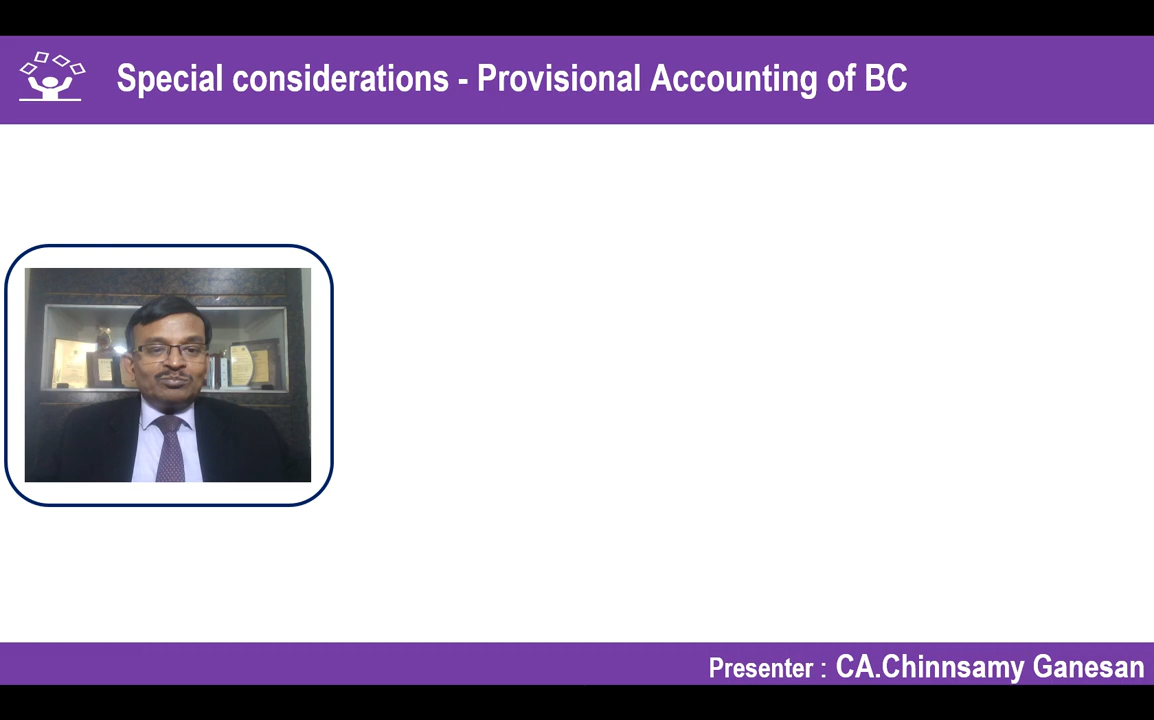 Special considerations - Provisional Accounting of BC
Presenter : CA.Chinnsamy Ganesan